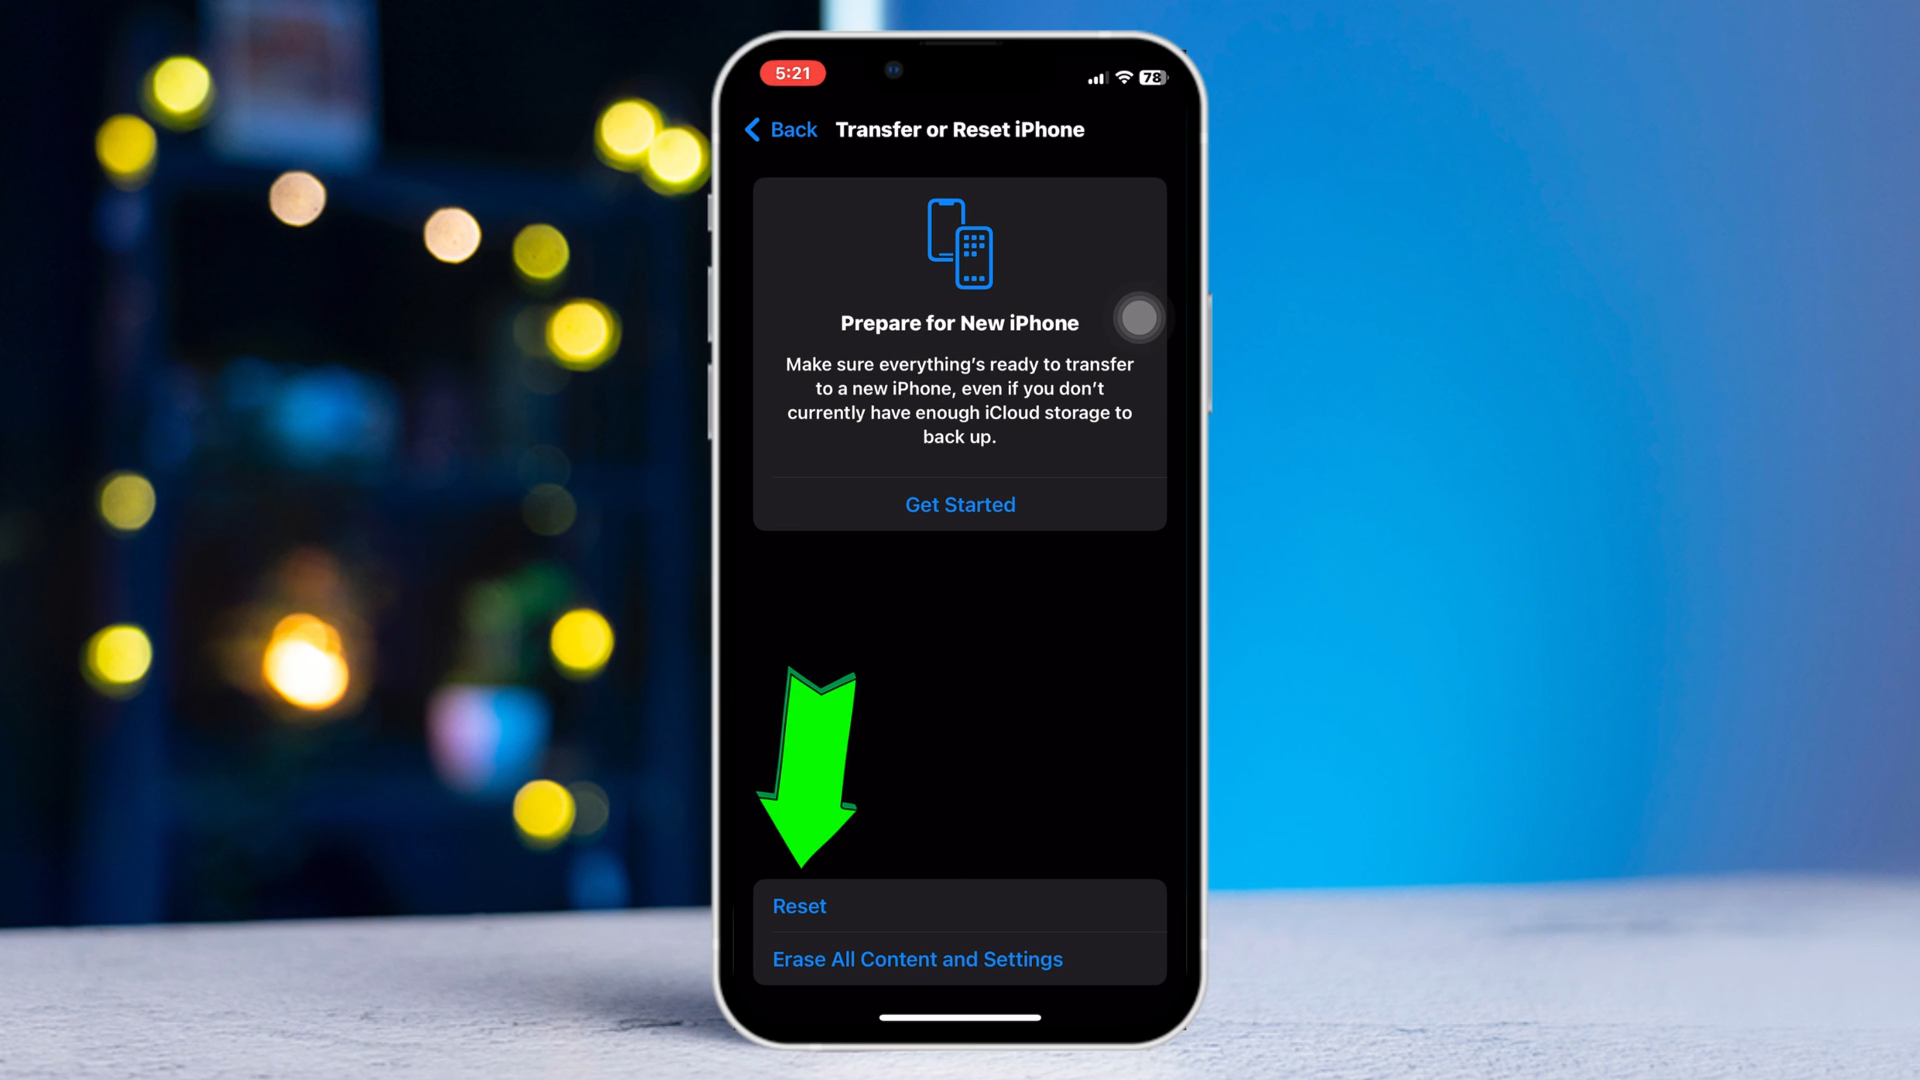 5:21
78
Back
Transfer or Reset iPhone
Prepare for New iPhone
Make sure everything's ready to transfer
to a new iPhone, even if you don't
currently have enough iCloud storage to
back up.
Get Started
Reset
Erase All Content and Settings